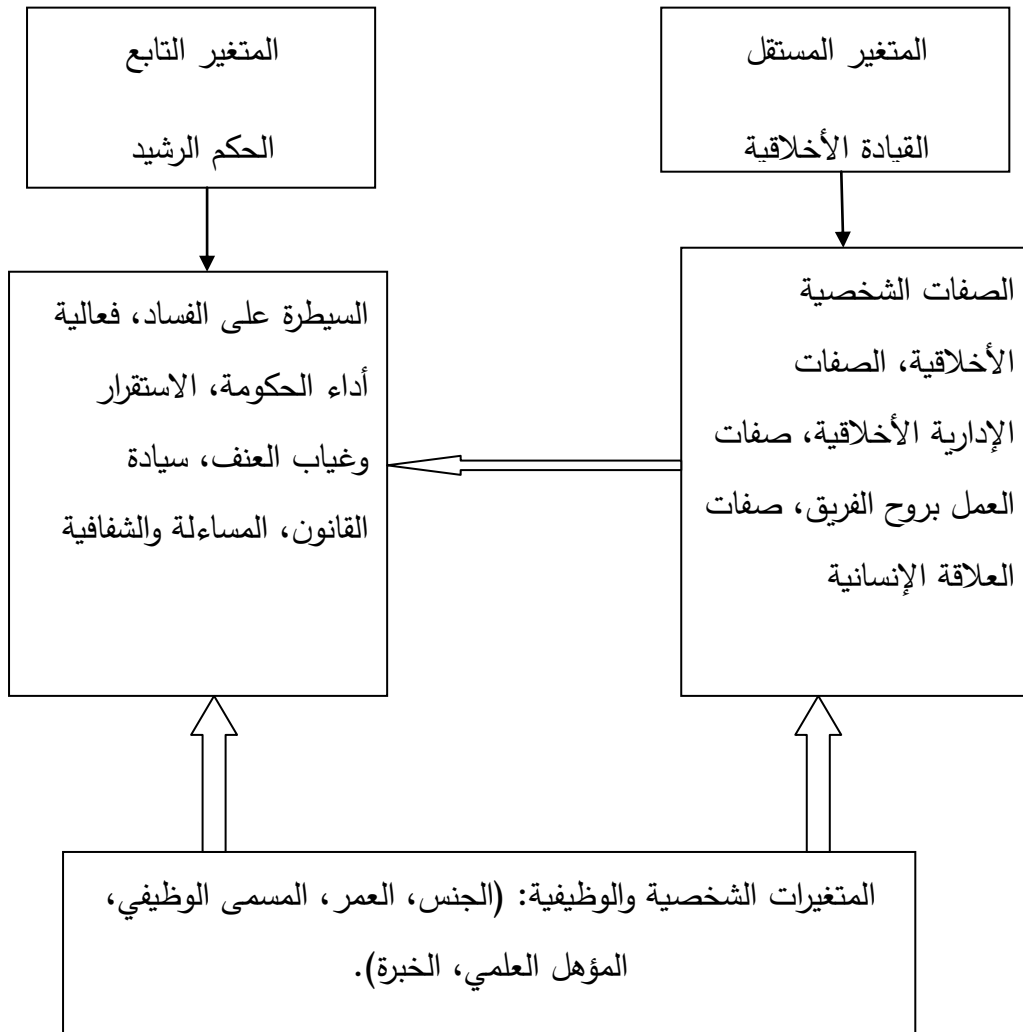 المتغير المستقل
القيادة الأخلاقية
المتغير التابع
الحكم الرشيد
الصفات الشخصية
الأخلاقية، الصفات
الإدارية الأخلاقية، صفات
العمل بروح الفريق، صفات
العلاقة الإنسانية
السيطرة على الفساد، فعالية
أداء الحكومة، الاستقرار
وغياب العنف، سيادة
القانون، المساءلة والشفافية
المتغيرات الشخصية والوظيفية: (الجنس، العمر، المسمى الوظيفي،
المؤهل العلمي، الخبرة).